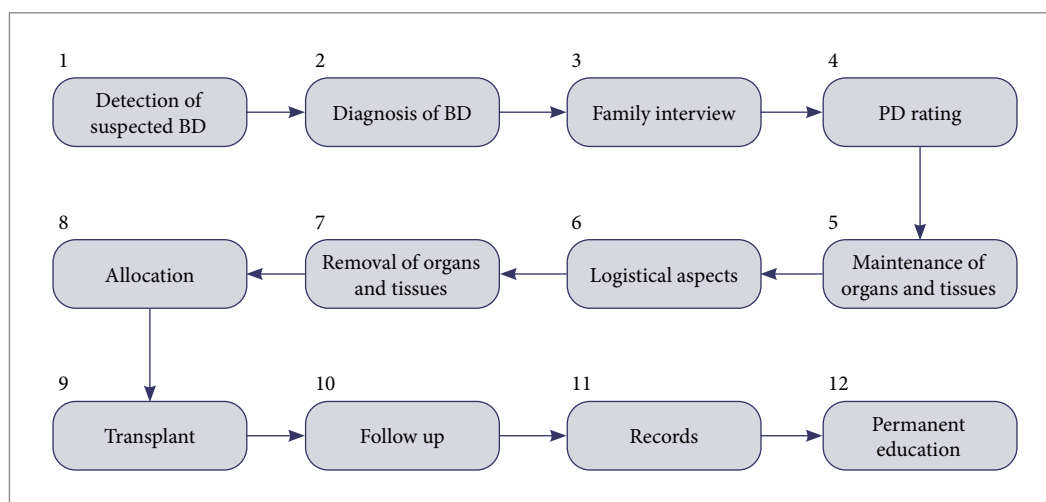 1
Detection of
suspected BD
2
Diagnosis of BD
3
Family interview
4
PD rating
5
Maintenance of
organs and tissues
6
Logistical aspects
7
Removal of organs
and tissues
8
Allocation
9
Transplant
10
Follow up
11
Records
12
Permanent
education